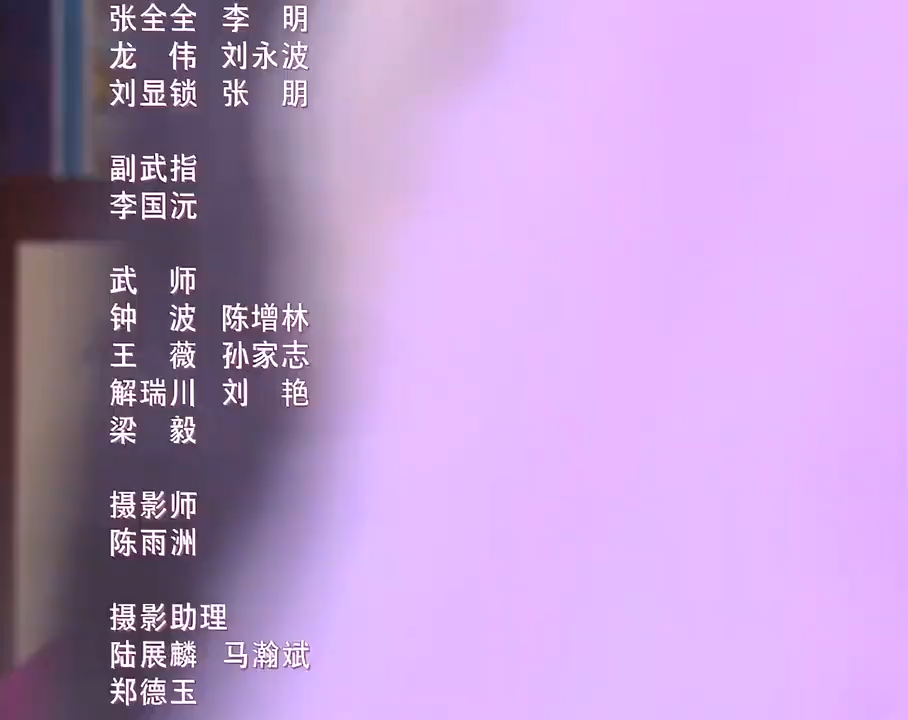 张全全 李　明
龙　伟 刘永波
刘显锁 张　朋
副武指
李国沅
武　师
钟　波 陈增林
王　薇 孙家志
解瑞川 刘　艳
梁　毅
摄影师
陈雨洲
摄影助理
陆展麟 马瀚斌
郑德玉